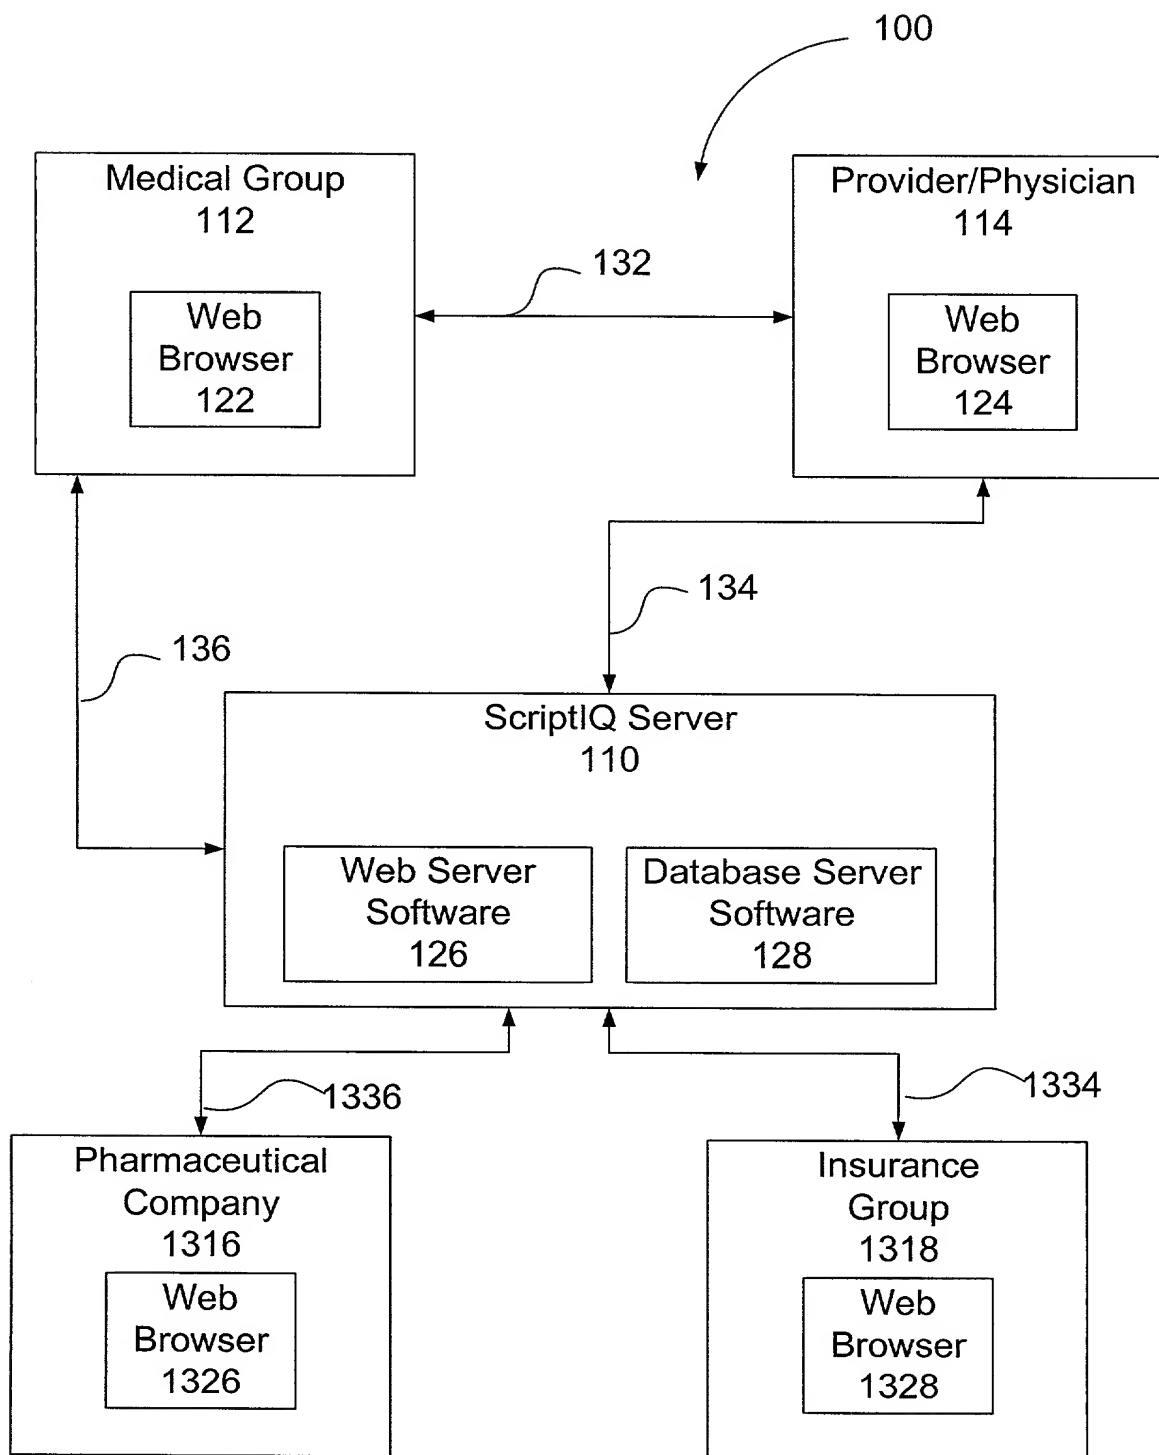 100
Medical Group
112
Web
Browser
122
Provider/Physician
114
Web
Browser
124
132
134
136
ScriptIQ Server
110
Web Server
Software
126
Database Server
Software
128
1336
1334
Pharmaceutical
Company
1316
Web
Browser
1326
Insurance
Group
1318
Web
Browser
1328